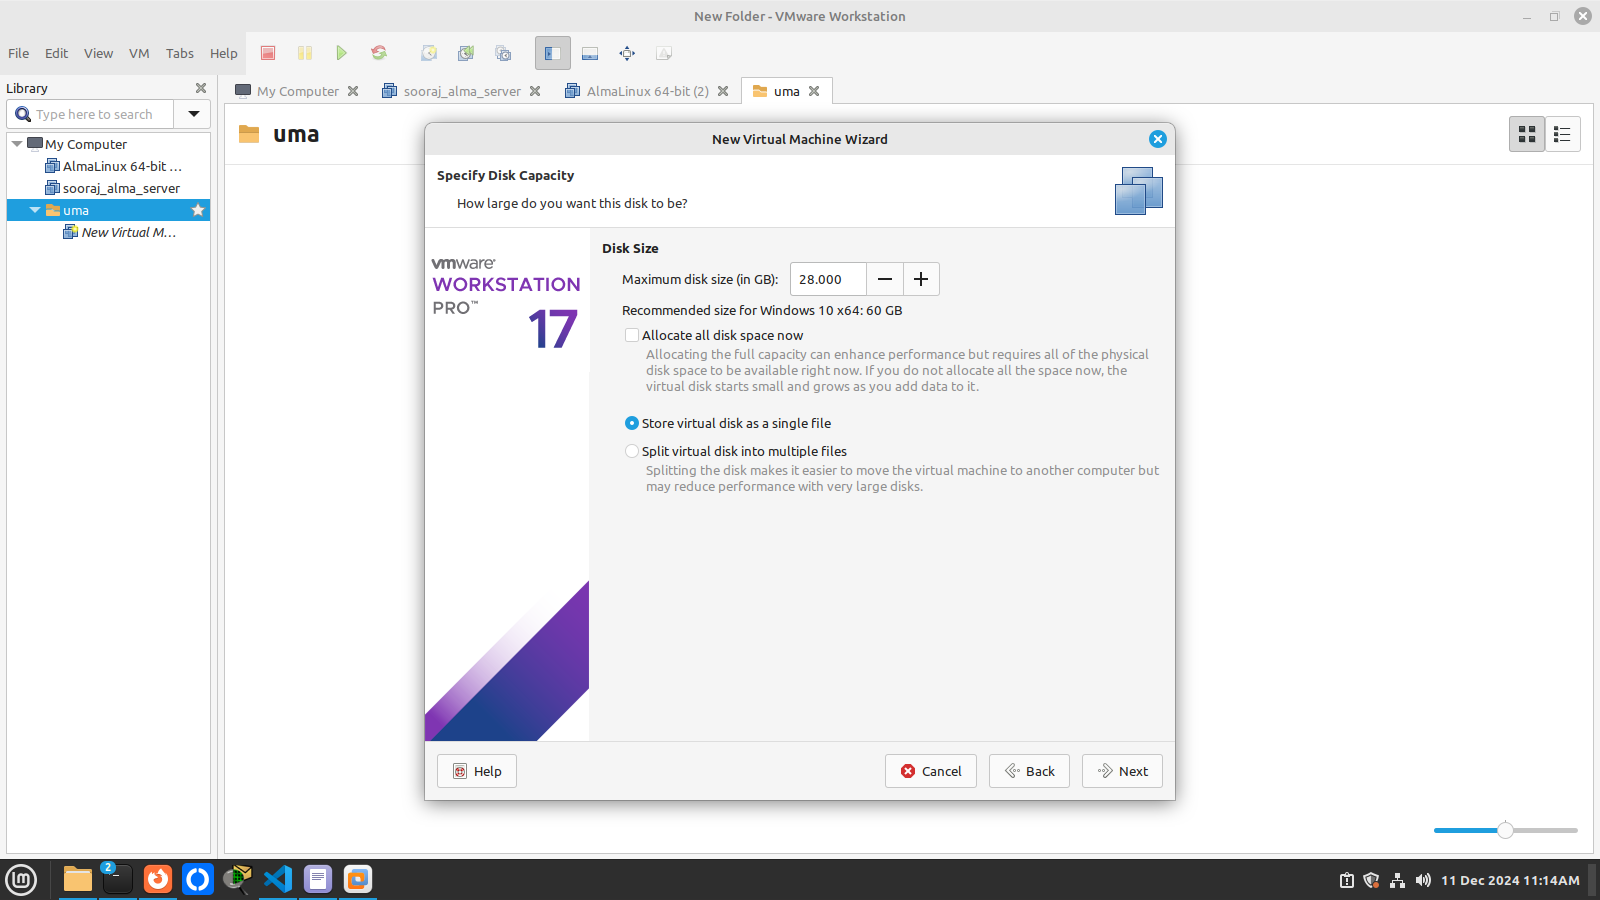 New Folder - VMware Workstation
File Edit View VM Tabs Help
Library
Type here to search
My Computer
AlmaLinux 64-bit ...
sooraj_alma_server
uma
New Virtual M...
My Computer
sooraj_alma_server
AlmaLinux 64-bit (2)
uma
uma
New Virtual Machine Wizard
Specify Disk Capacity
How large do you want this disk to be?
vmware®
WORKSTATION
PRO™
17
Disk Size
Maximum disk size (in GB): 28.000
Recommended size for Windows 10 x64: 60 GB
Allocate all disk space now
Allocating the full capacity can enhance performance but requires all of the physical
disk space to be available right now. If you do not allocate all the space now, the
virtual disk starts small and grows as you add data to it.
Store virtual disk as a single file
Split virtual disk into multiple files
Splitting the disk makes it easier to move the virtual machine to another computer but
may reduce performance with very large disks.
Help
Cancel
Back
Next
2
11 Dec 2024 11:14AM